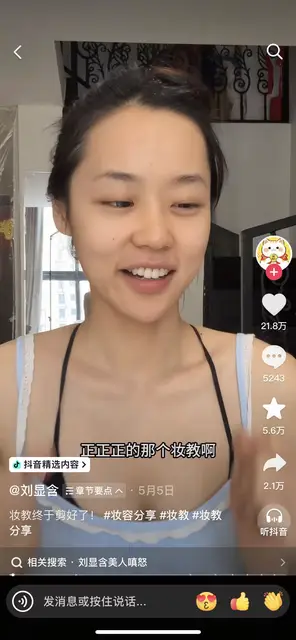 21.8万
5243
5.6万
2.1万
听抖音
正正正的那个妆教啊
抖音精选内容 >
@刘显含 章节要点 · 5月5日
妆教终于剪好了！ #妆容分享 #妆教 #妆教
分享
相关搜索 · 刘显含美人嗔怒
发消息或按住说话...